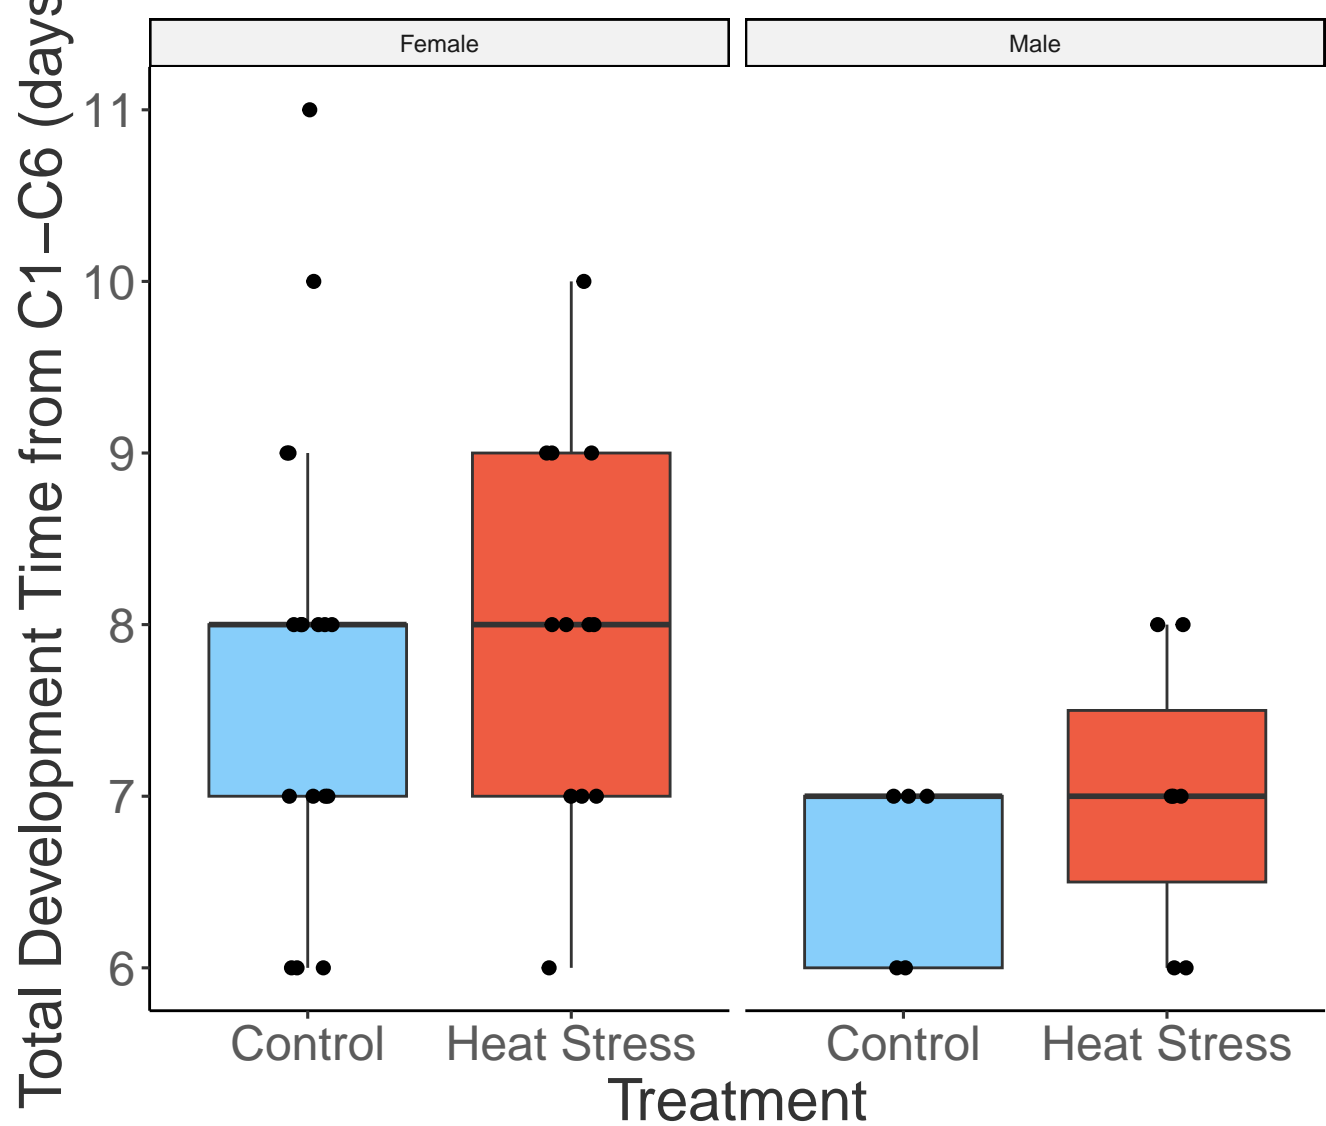 Female
Male
Total Development Time from C1–C6 (days
11
10
9
8
7
6
Control
Heat Stress
Control
Heat Stress
Treatment